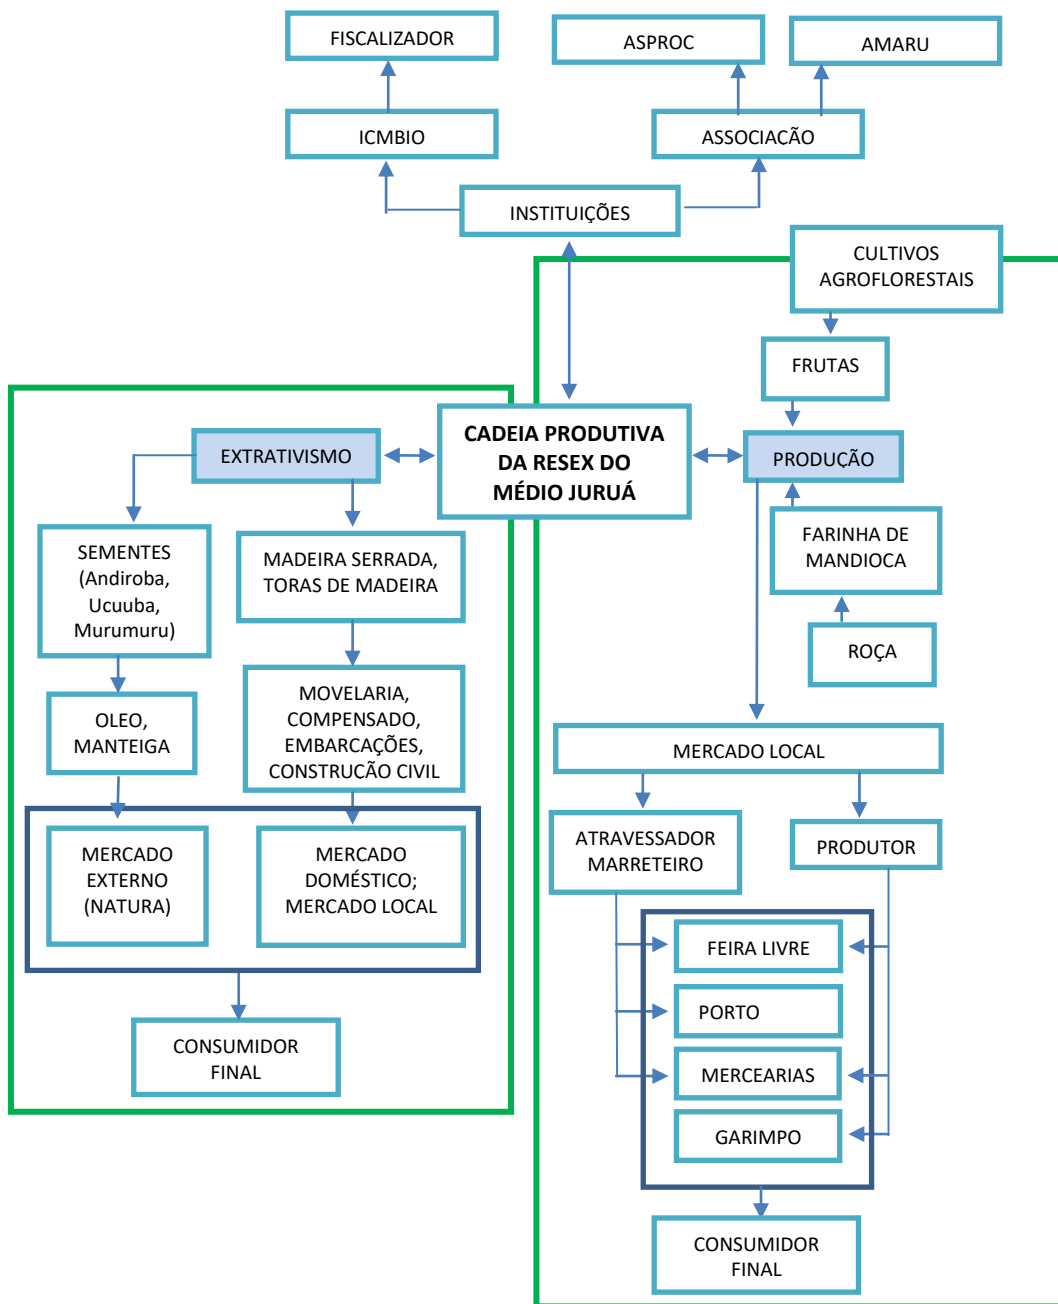 FISCALIZADOR
ASPROC
AMARU
ICMBIO
ASSOCIAÇÃO
INSTITUIÇÕES
CULTIVOS
AGROFLORESTAIS
FRUTAS
CADEIA PRODUTIVA
DA RESEX DO
MÉDIO JURUÁ
EXTRATIVISMO
PRODUÇÃO
SEMENTES
(Andiroba,
Ucuuba,
Murumuru)
MADEIRA SERRADA,
TORAS DE MADEIRA
FARINHA DE
MANDIOCA
ROÇA
OLEO,
MANTEIGA
MOVELARIA,
COMPENSADO,
EMBARCAÇÕES,
CONSTRUCÃO CIVIL
MERCADO LOCAL
MERCADO
EXTERNO
(NATURA)
MERCADO
DOMÉSTICO;
MERCADO LOCAL
ATRAVESSADOR
MARRETEIRO
PRODUTOR
FEIRA LIVRE
PORTO
MERCEARIAS
GARIMPO
CONSUMIDOR
FINAL
CONSUMIDOR
FINAL